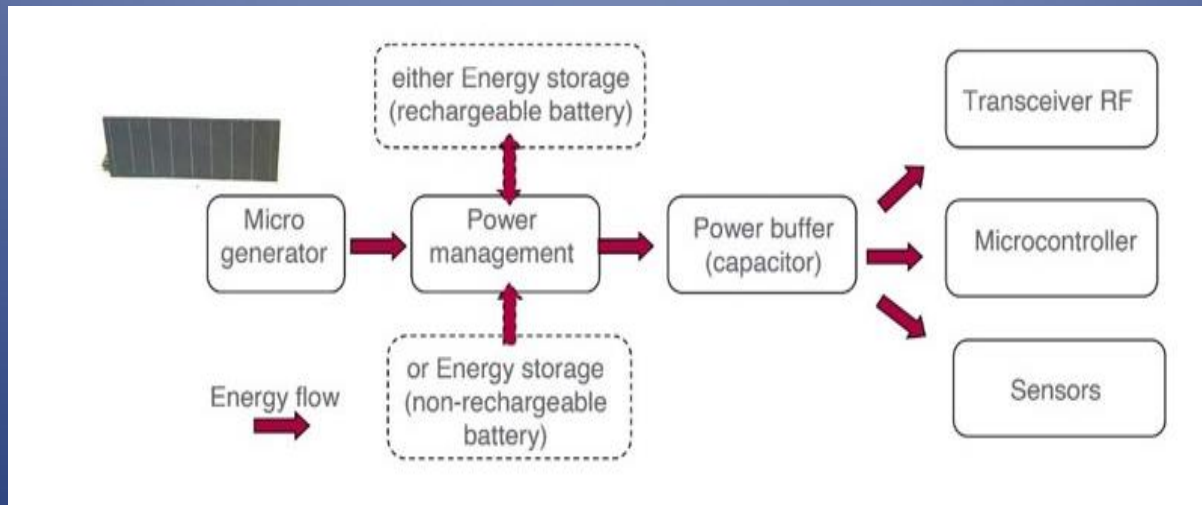 either Energy storage
(rechargeable battery)
Transceiver RF
Micro
generator
Power
management
Power buffer
(capacitor)
Microcontroller
or Energy storage
(non-rechargeable
battery)
Energy flow
Sensors